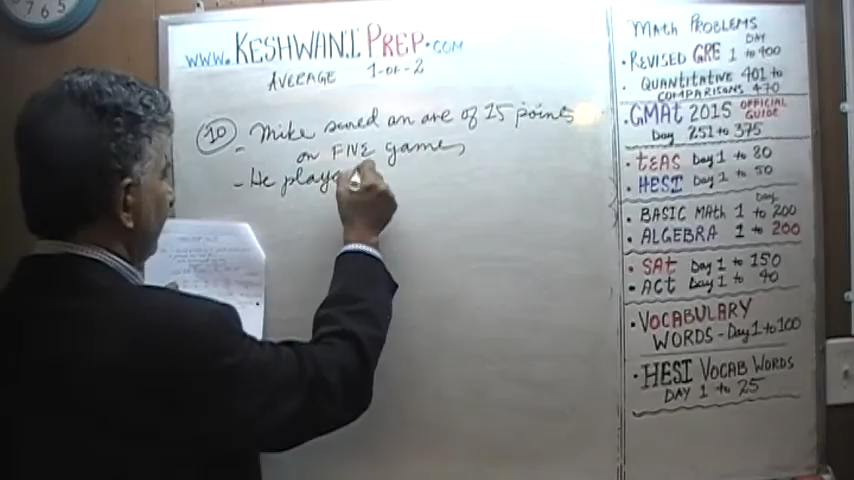 WWW. KESHWANI PREP.COM
AVERAGE 1-OF-2
10 - Mike scored an ave of 25 points
on FIVE games
- He playe
MATH PROBLEMS
DAY
• REVISED GRE 1 to 400
• QUANTITATIVE 401 to
COMPARISONS 470
• GMAT 2015 OFFICIAL GUIDE
Day 251 to 375
• TEAS Day 1 to 80
• HESI Day 1 to 50
Day
• BASIC MATH 1 to 200
• ALGEBRA 1 to 200
• SAT Day 1 to 150
• ACT Day 1 to 40
• VOCABULARY
WORDS - Day 1 to 100
• HESI VOCAB WORDS
DAY 1 to 25
7 6 5